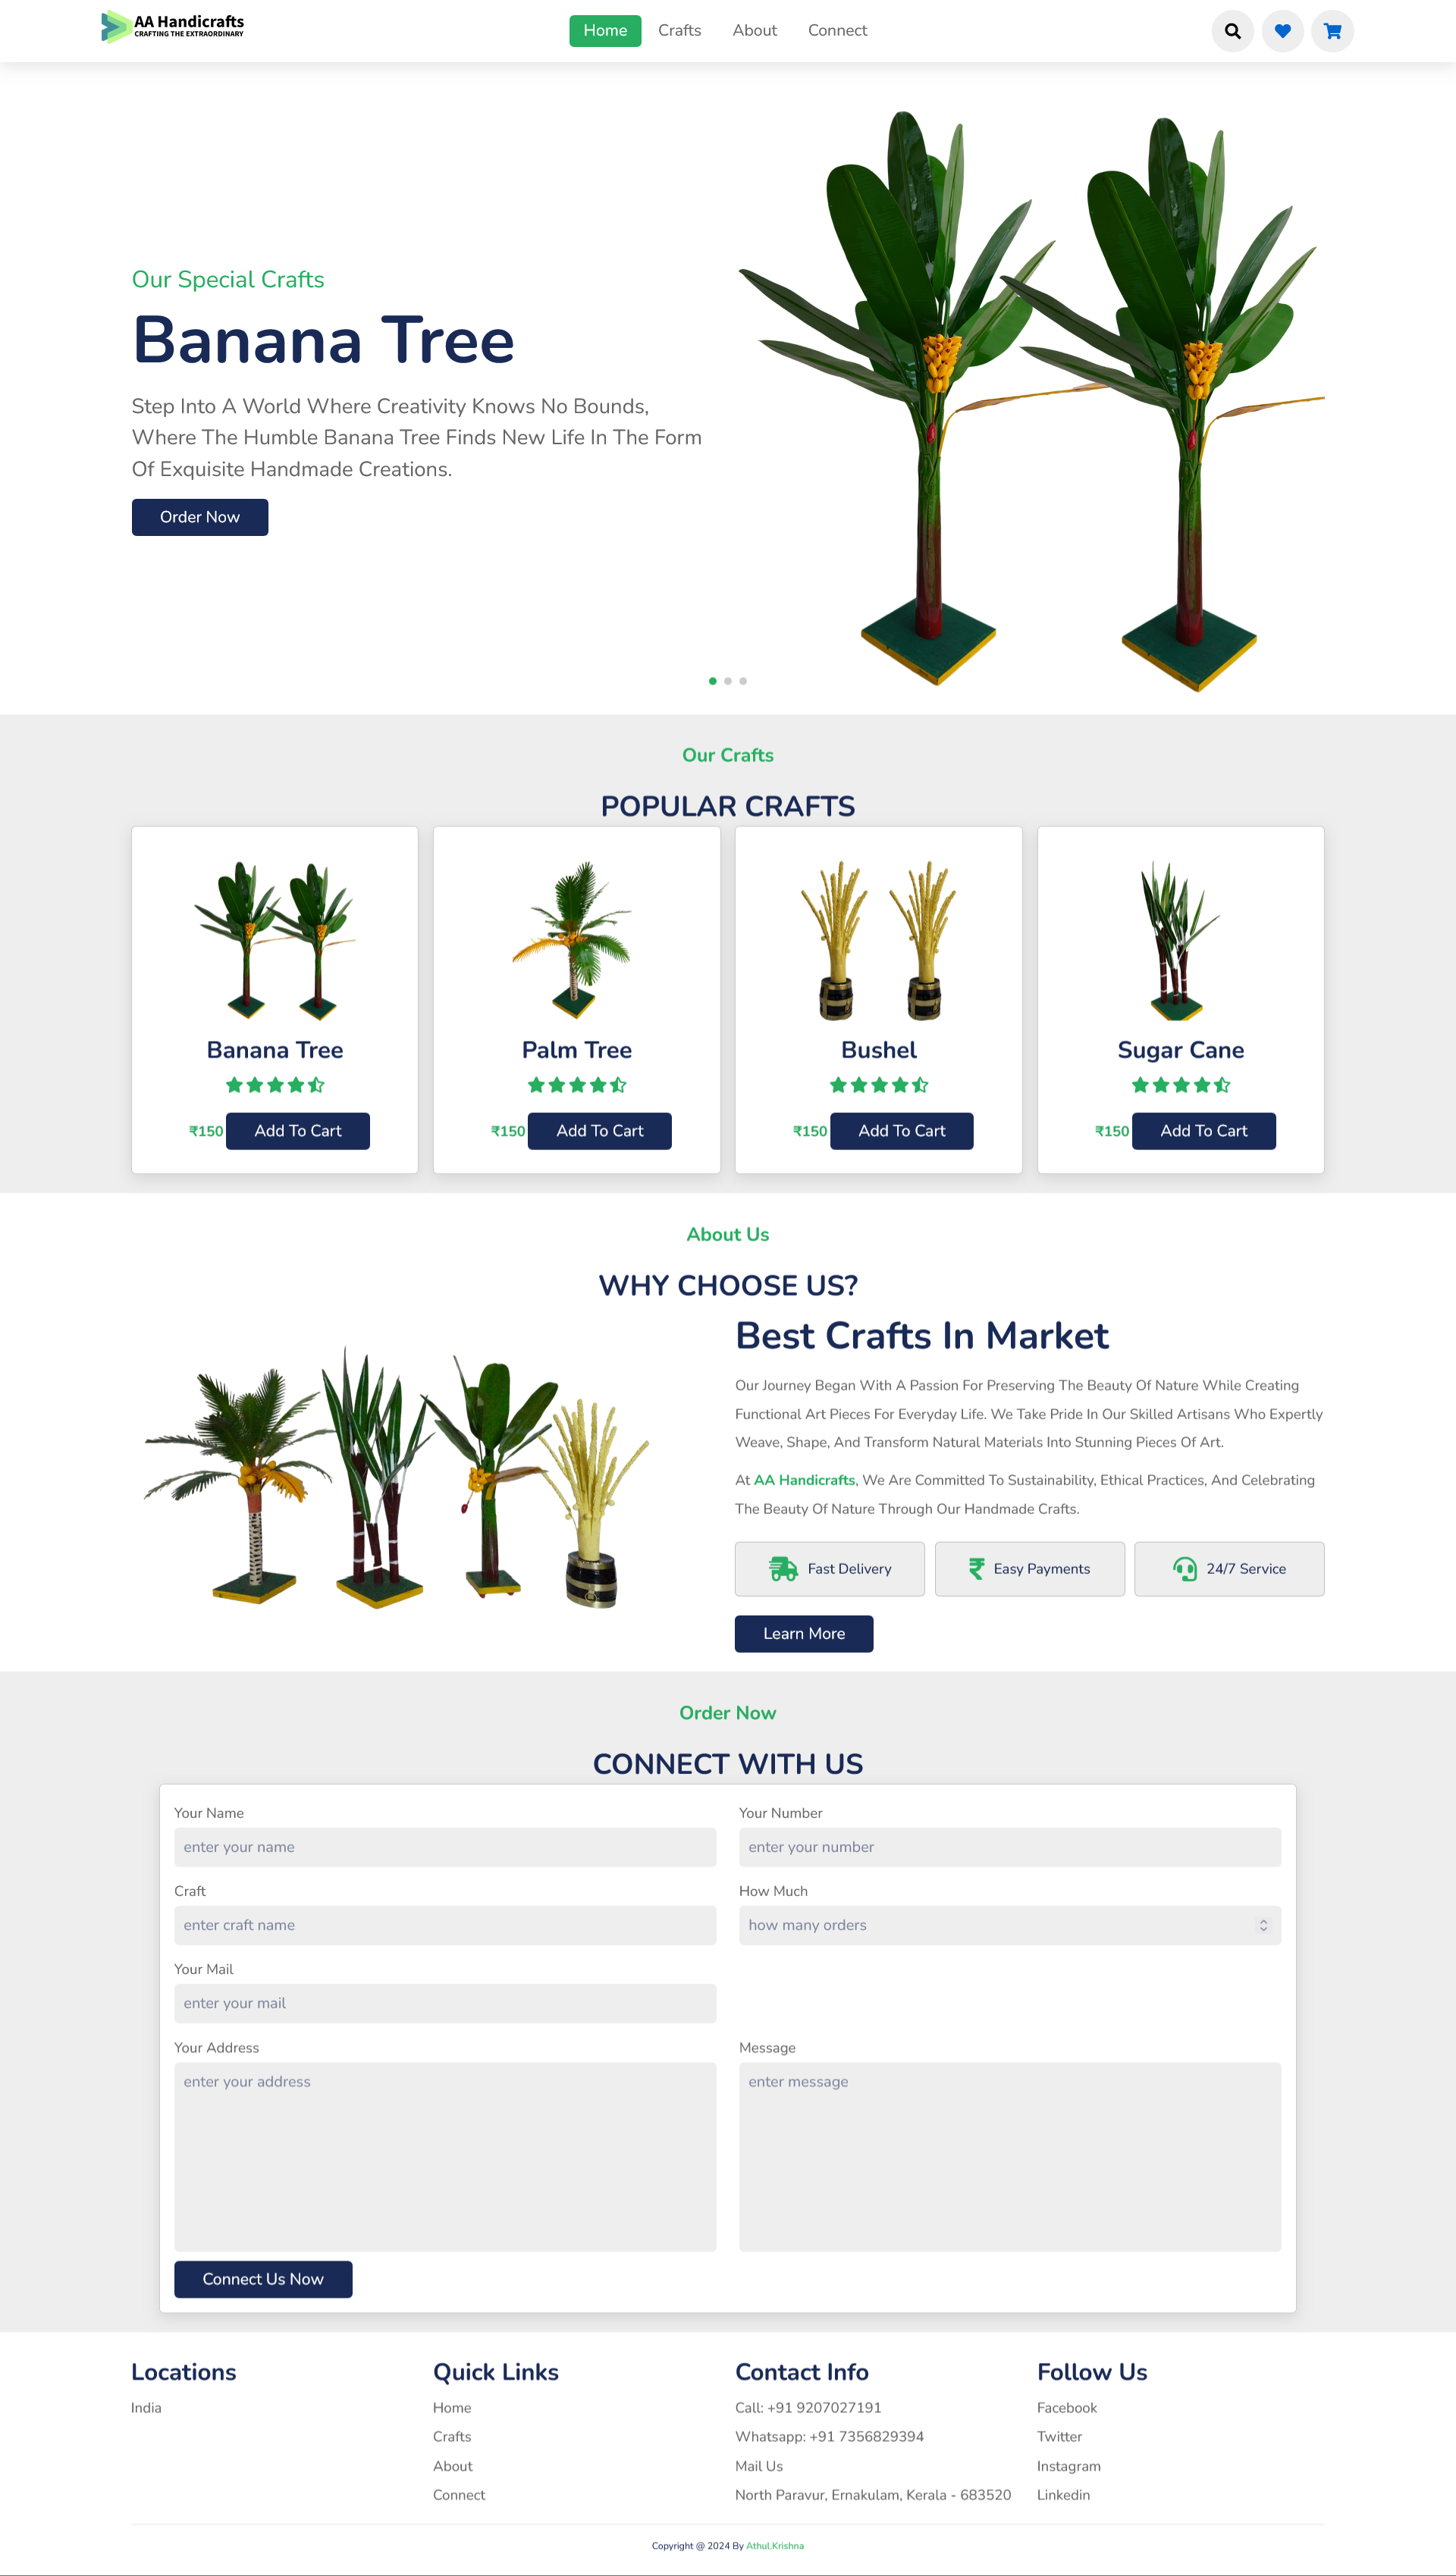 AA Handicrafts
CRAFTING THE EXTRAORDINARY
Home
Crafts
About
Connect
Our Special Crafts
Banana Tree
Step Into A World Where Creativity Knows No Bounds,
Where The Humble Banana Tree Finds New Life In The Form
Of Exquisite Handmade Creations.
Order Now
Our Crafts
POPULAR CRAFTS
Banana Tree
₹150
Add To Cart
Palm Tree
₹150
Add To Cart
Bushel
₹150
Add To Cart
Sugar Cane
₹150
Add To Cart
About Us
WHY CHOOSE US?
Best Crafts In Market
Our Journey Began With A Passion For Preserving The Beauty Of Nature While Creating
Functional Art Pieces For Everyday Life. We Take Pride In Our Skilled Artisans Who Expertly
Weave, Shape, And Transform Natural Materials Into Stunning Pieces Of Art.
At AA Handicrafts, We Are Committed To Sustainability, Ethical Practices, And Celebrating
The Beauty Of Nature Through Our Handmade Crafts.
Fast Delivery
Easy Payments
24/7 Service
Learn More
Order Now
CONNECT WITH US
Your Name
enter your name
Your Number
enter your number
Craft
enter craft name
How Much
how many orders
Your Mail
enter your mail
Your Address
enter your address
Message
enter message
Connect Us Now
Locations
India
Quick Links
Home
Crafts
About
Connect
Contact Info
Call: +91 9207027191
Whatsapp: +91 7356829394
Mail Us
North Paravur, Ernakulam, Kerala - 683520
Follow Us
Facebook
Twitter
Instagram
Linkedin
Copyright @ 2024 By Athul.Krishna